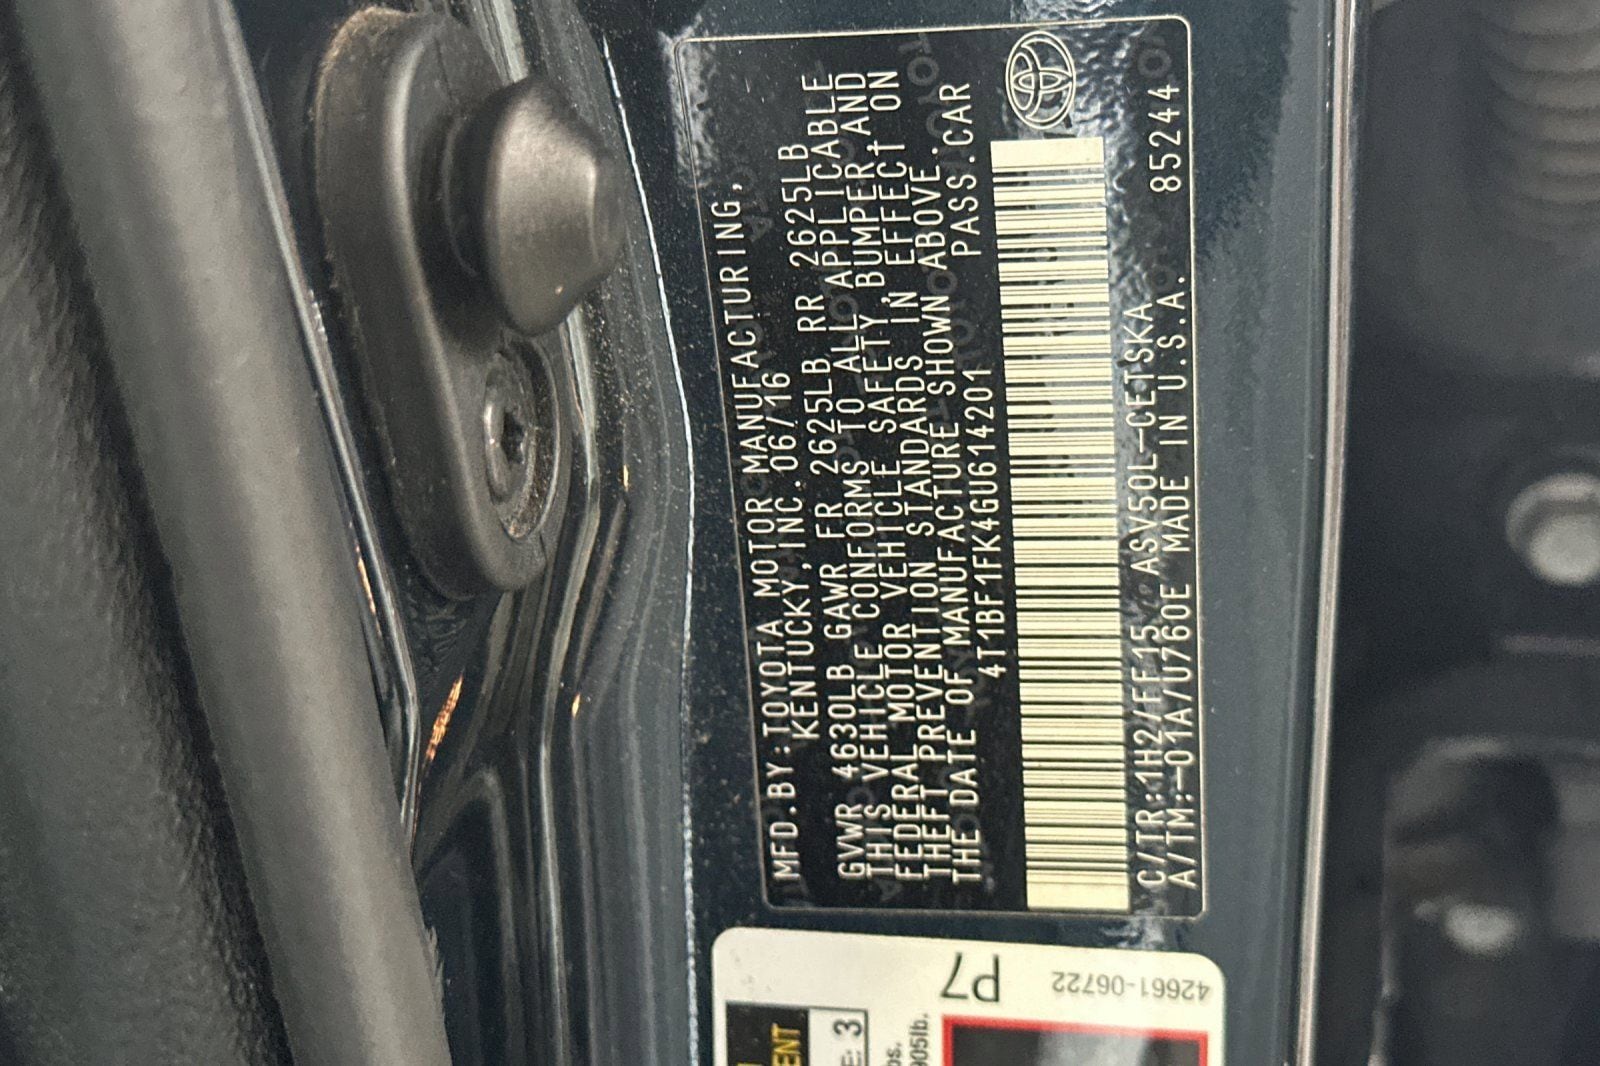 MFD.BY:TOYOTA MOTOR MANUFACTURING,
KENTUCKY,INC. 06/16
GVWR 4630LB GAWR FR 2625LB RR 2625LB
THIS VEHICLE CONFORMS TO ALL APPLICABLE
FEDERAL MOTOR VEHICLE SAFETY, BUMPER, AND
THEFT PREVENTION STANDARDS IN EFFECT ON
THE DATE OF MANUFACTURE SHOWN ABOVE.
4T1BF1FK4GU614201 PASS.CAR
C/TR:1H2/FF15 ASV50L-CETSKA
A/TM:-01A/U760E MADE IN U.S.A. 85244
P7
42661-06722
ENT
E: 3
905lb.